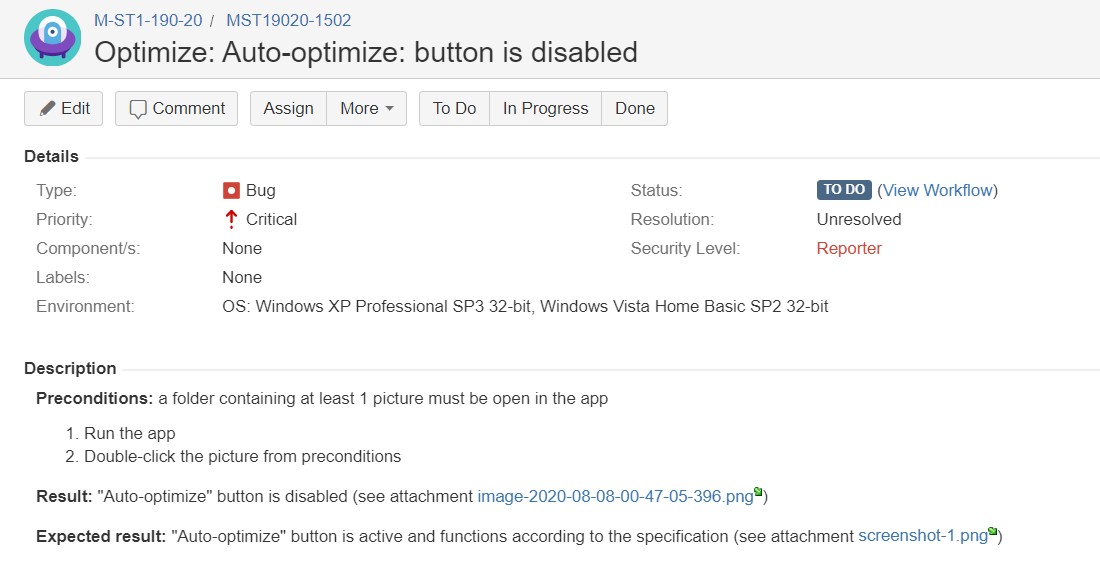 M-ST1-190-20 / MST19020-1502
Optimize: Auto-optimize: button is disabled
Edit Comment Assign More To Do In Progress Done
Details
Type: Bug Status: TO DO (View Workflow)
Priority: Critical Resolution: Unresolved
Component/s: None Security Level: Reporter
Labels: None
Environment: OS: Windows XP Professional SP3 32-bit, Windows Vista Home Basic SP2 32-bit
Description
Preconditions: a folder containing at least 1 picture must be open in the app
1. Run the app
2. Double-click the picture from preconditions
Result: "Auto-optimize" button is disabled (see attachment image-2020-08-08-00-47-05-396.png)
Expected result: "Auto-optimize" button is active and functions according to the specification (see attachment screenshot-1.png)